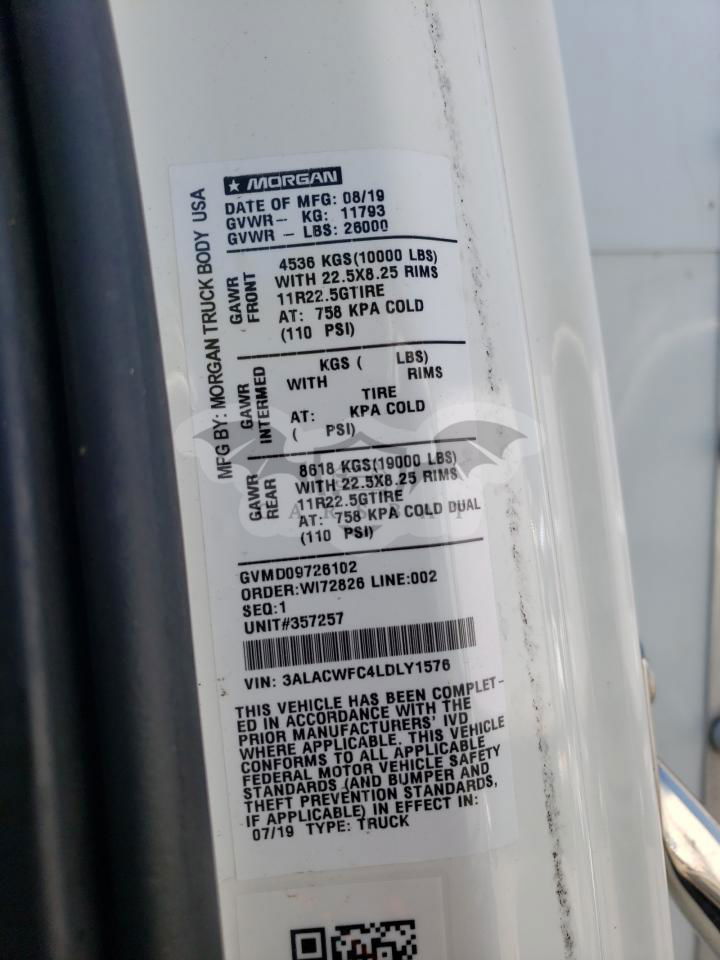 MORGAN
MFG BY: MORGAN TRUCK BODY USA
DATE OF MFG: 08/19
GVWR- KG: 11793
GVWR - LBS: 26000
GAWR
FRONT
4536 KGS(10000 LBS)
WITH 22.5X8.25 RIMS
11R22.5GTIRE
AT: 758 KPA COLD
(110 PSI)
GAWR
INTERMED
KGS ( LBS)
WITH RIMS
TIRE
AT: KPA COLD
( PSI)
GAWR
REAR
8618 KGS(19000 LBS)
WITH 22.5X8.25 RIMS
11R22.5GTIRE
AT: 758 KPA COLD DUAL
(110 PSI)
GVMD09726102
ORDER:WI72826 LINE:002
SEQ:1
UNIT#357257
VIN: 3ALACWFC4LDLY1576
THIS VEHICLE HAS BEEN COMPLET-
ED IN ACCORDANCE WITH THE
PRIOR MANUFACTURERS' IVD
WHERE APPLICABLE. THIS VEHICLE
CONFORMS TO ALL APPLICABLE
FEDERAL MOTOR VEHICLE SAFETY
STANDARDS (AND BUMPER AND
THEFT PREVENTION STANDARDS,
IF APPLICABLE) IN EFFECT IN:
07/19 TYPE: TRUCK